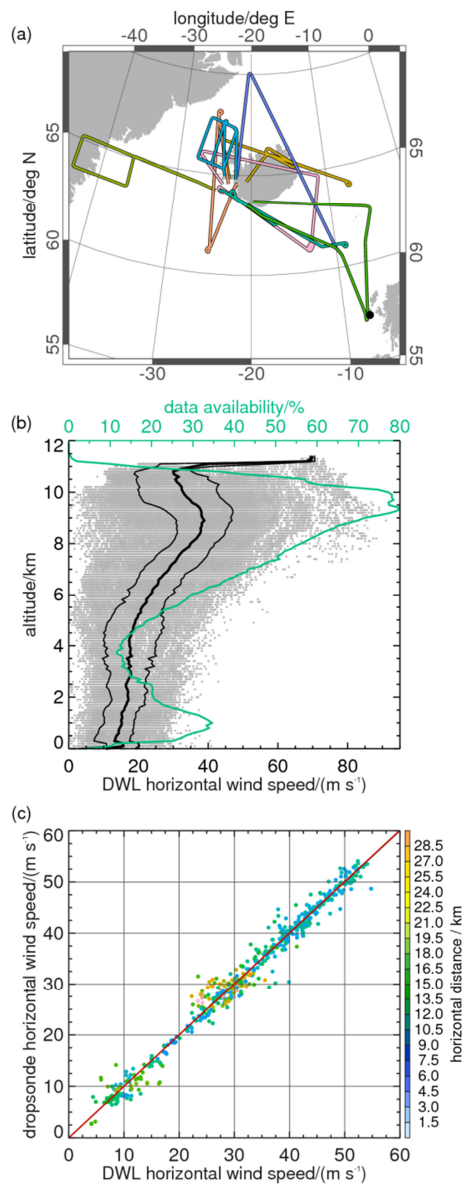 longitude/deg E
(a)
-50 -40 -30 -20 -10 0
65
65
latitude/deg N
60
60
55
55
-30 -20 -10
(b)
data availability/%
0 10 20 30 40 50 60 70 80
12
10
8
6
4
2
0
altitude/km
0 20 40 60 80
DWL horizontal wind speed/(m s-1)
(c)
60
50
40
30
20
10
0
dropsonde horizontal wind speed/(m s-1)
0 10 20 30 40 50 60
DWL horizontal wind speed/(m s-1)
28.5
27.0
25.5
24.0
22.5
21.0
19.5
18.0
16.5
15.0
13.5
12.0
10.5
9.0
7.5
6.0
4.5
3.0
1.5
horizontal distance / km